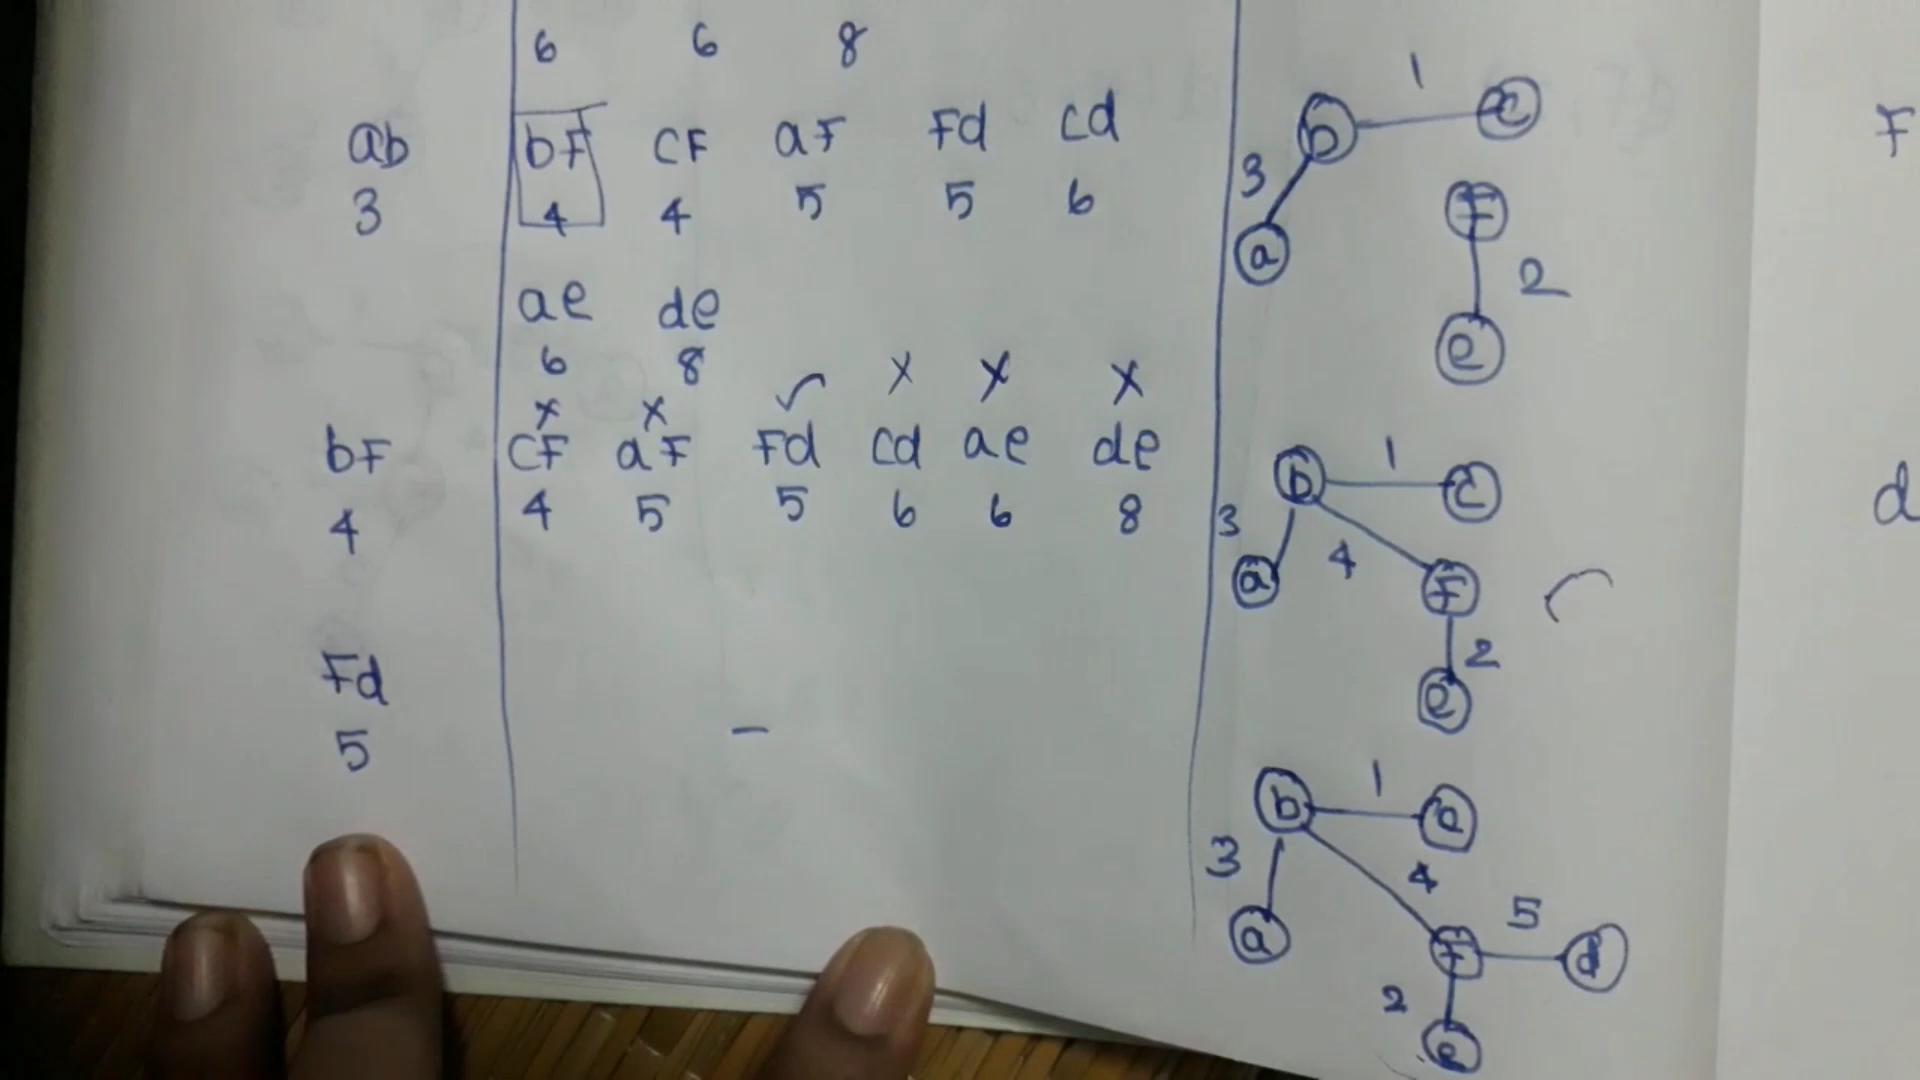 6 6 8
ab bF cF aF Fd cd
3 4 4 5 5 6
ae de
6 8
x x ✓ x x x
bF cF aF Fd cd ae de
4 4 5 5 6 6 8
Fd
5 –
1
b c
3 F
a 2
e
1
b c
3 4
a F
2
e
1
b c
3 4 5
a F d
2
e
F
d